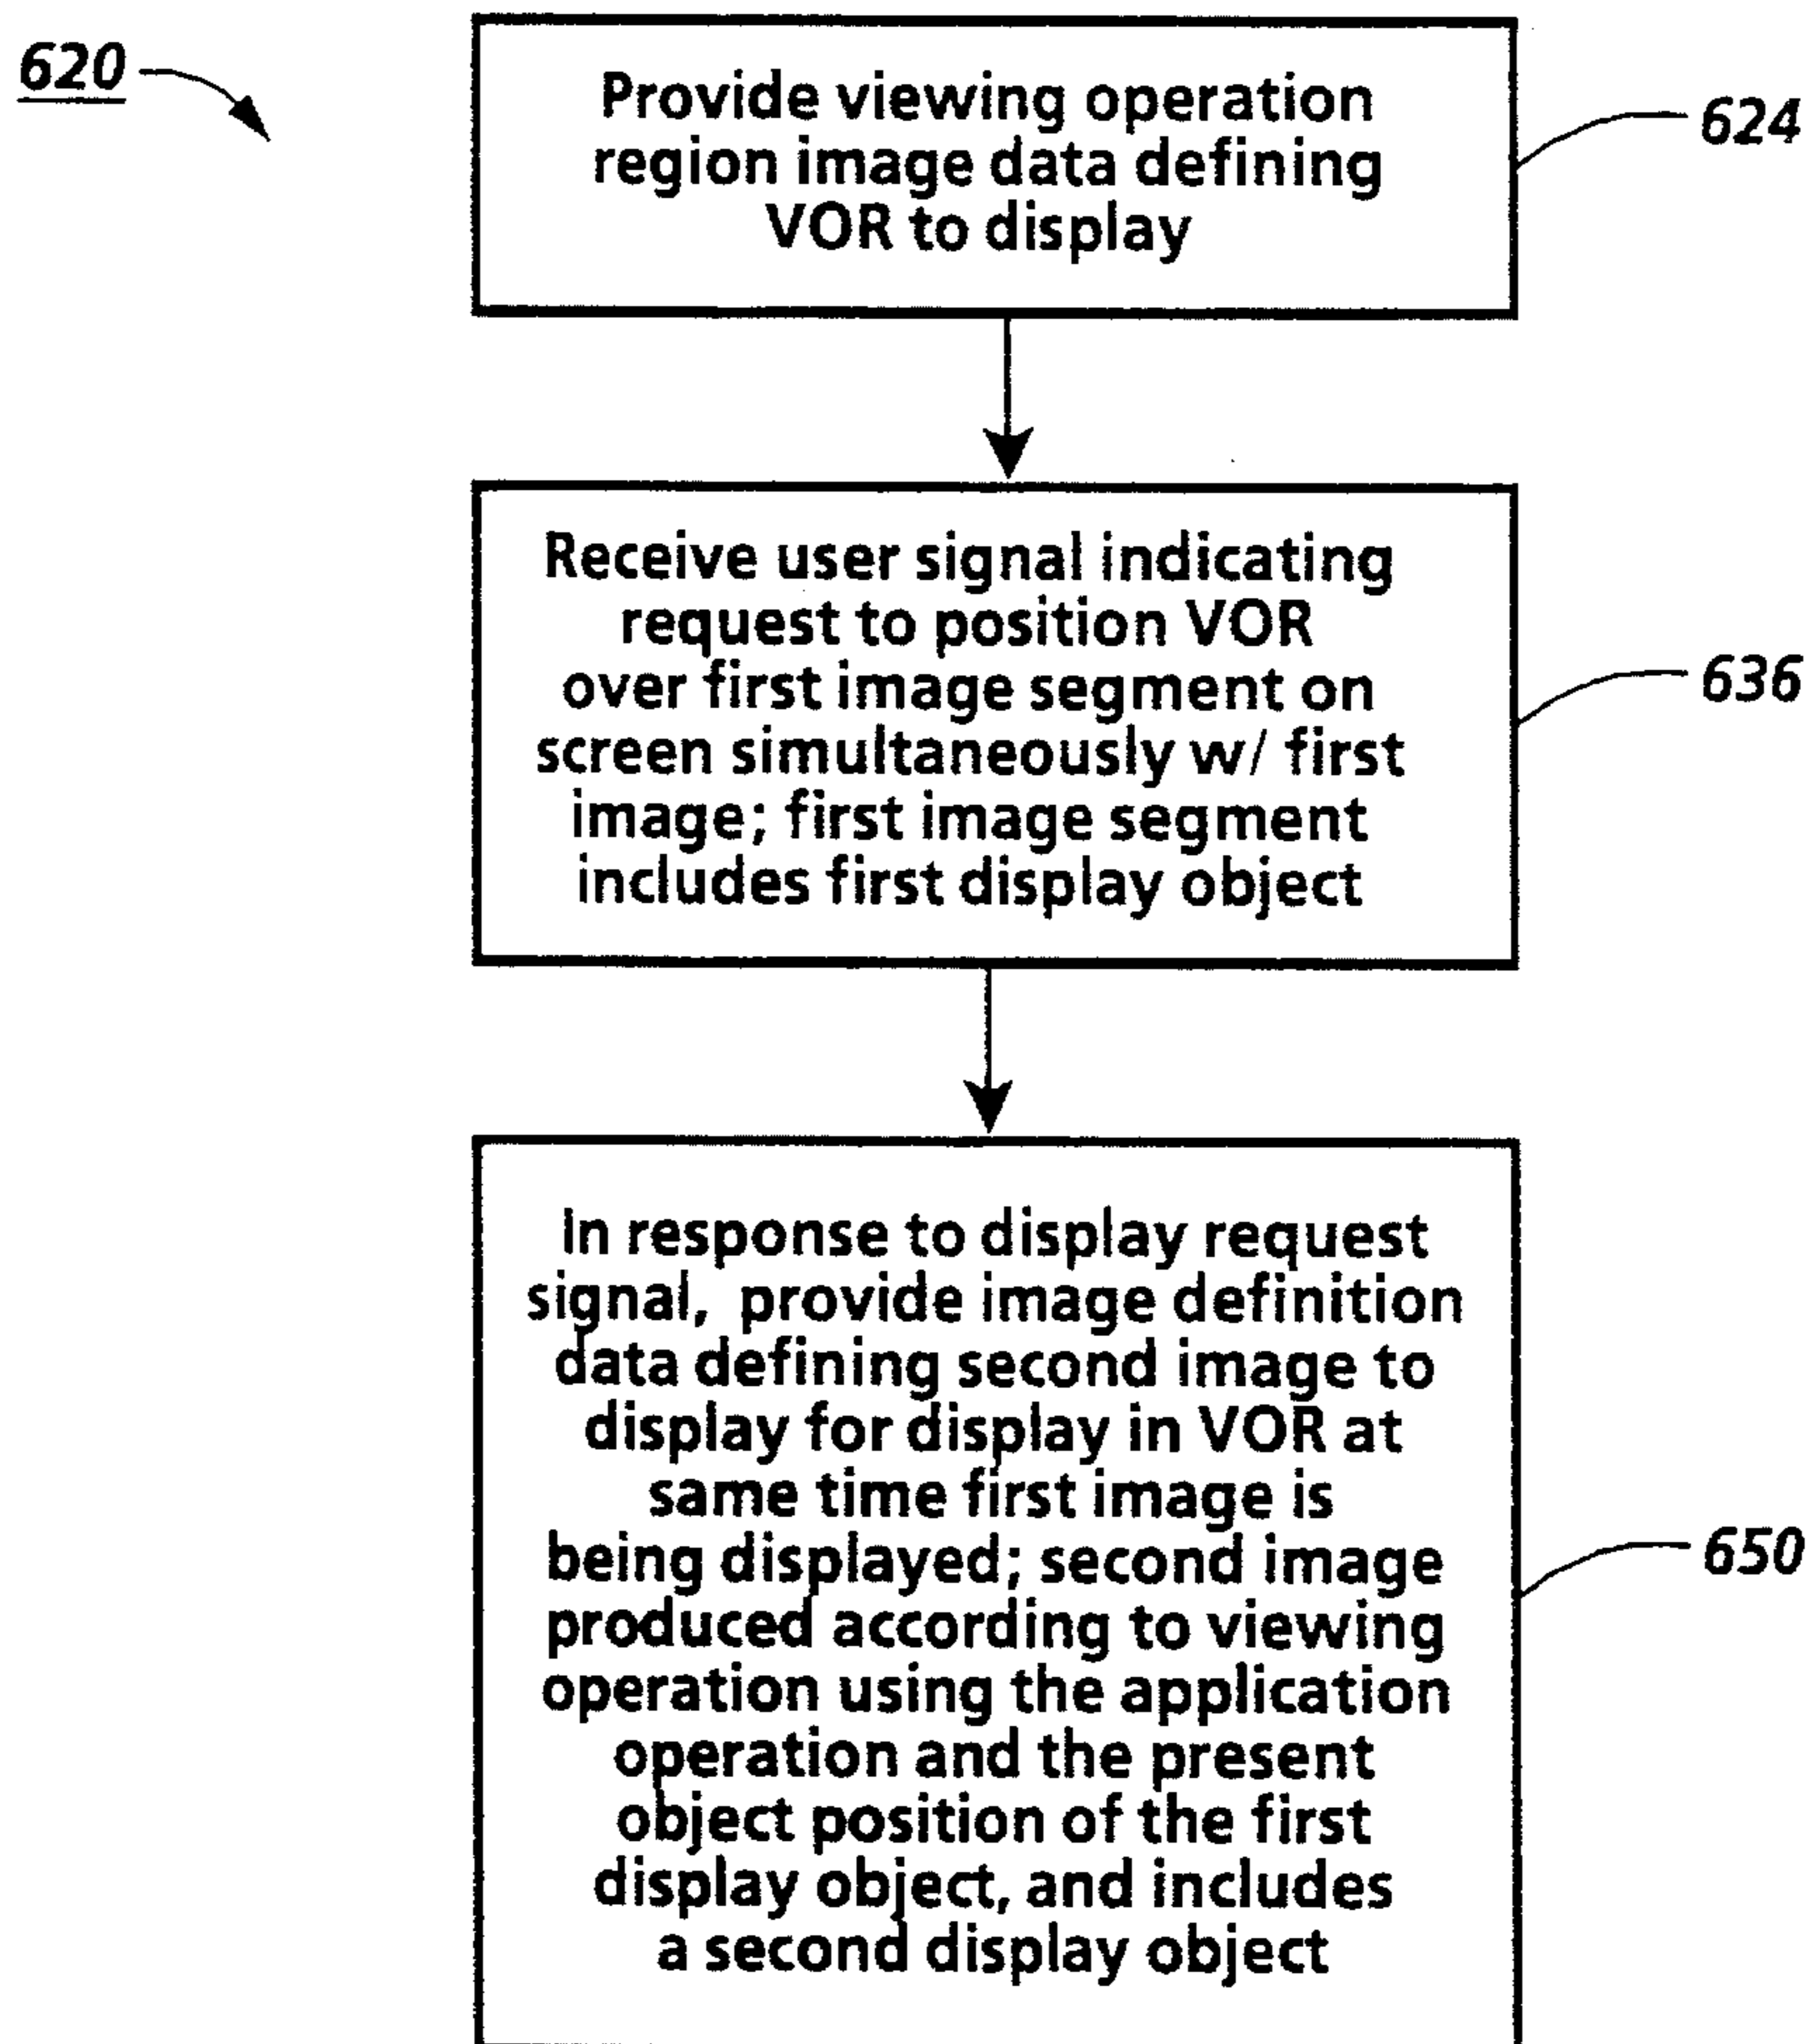 620
Provide viewing operation
region image data defining
VOR to display
624
Receive user signal indicating
request to position VOR
over first image segment on
screen simultaneously w/ first
image; first image segment
includes first display object
636
In response to display request
signal, provide image definition
data defining second image to
display for display in VOR at
same time first image is
being displayed; second image
produced according to viewing
operation using the application
operation and the present
object position of the first
display object, and includes
a second display object
650